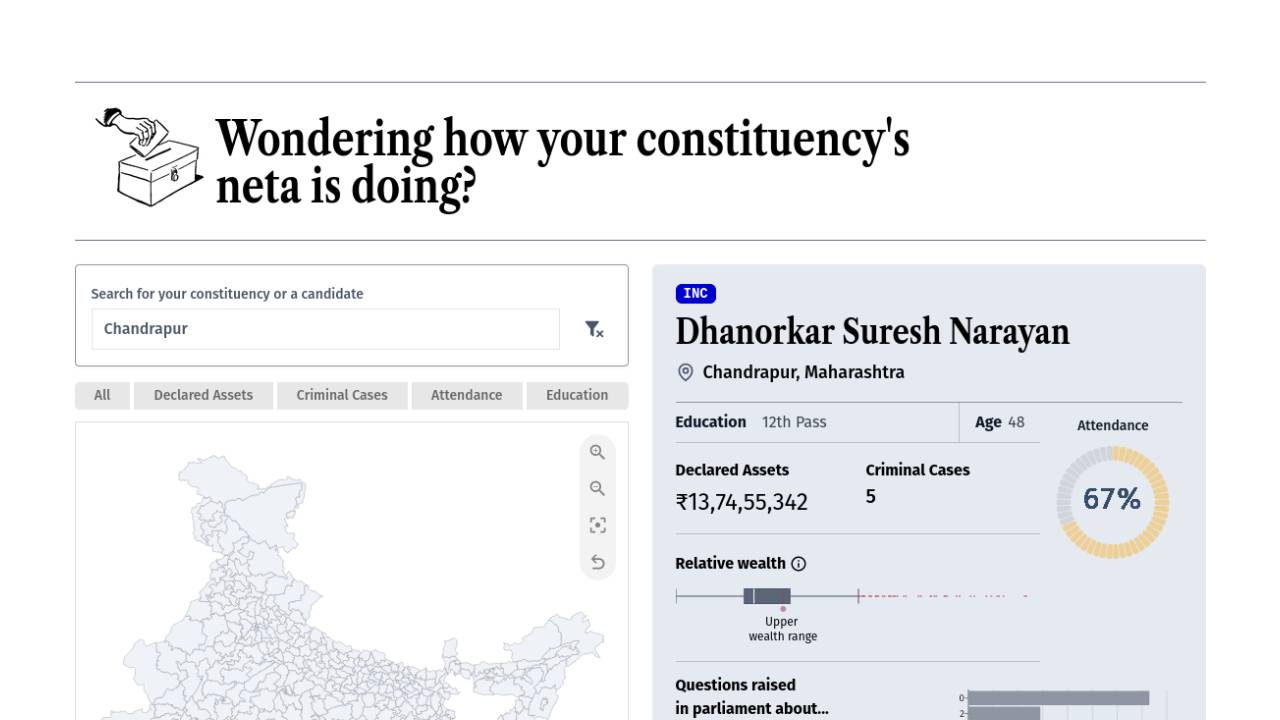 Wondering how your constituency's
neta is doing?
Search for your constituency or a candidate
Chandrapur
All
Declared Assets
Criminal Cases
Attendance
Education
INC
Dhanorkar Suresh Narayan
Chandrapur, Maharashtra
Education 12th Pass
Age 48
Attendance
67%
Declared Assets
₹13,74,55,342
Criminal Cases
5
Relative wealth
Upper
wealth range
Questions raised
in parliament about...
0
2